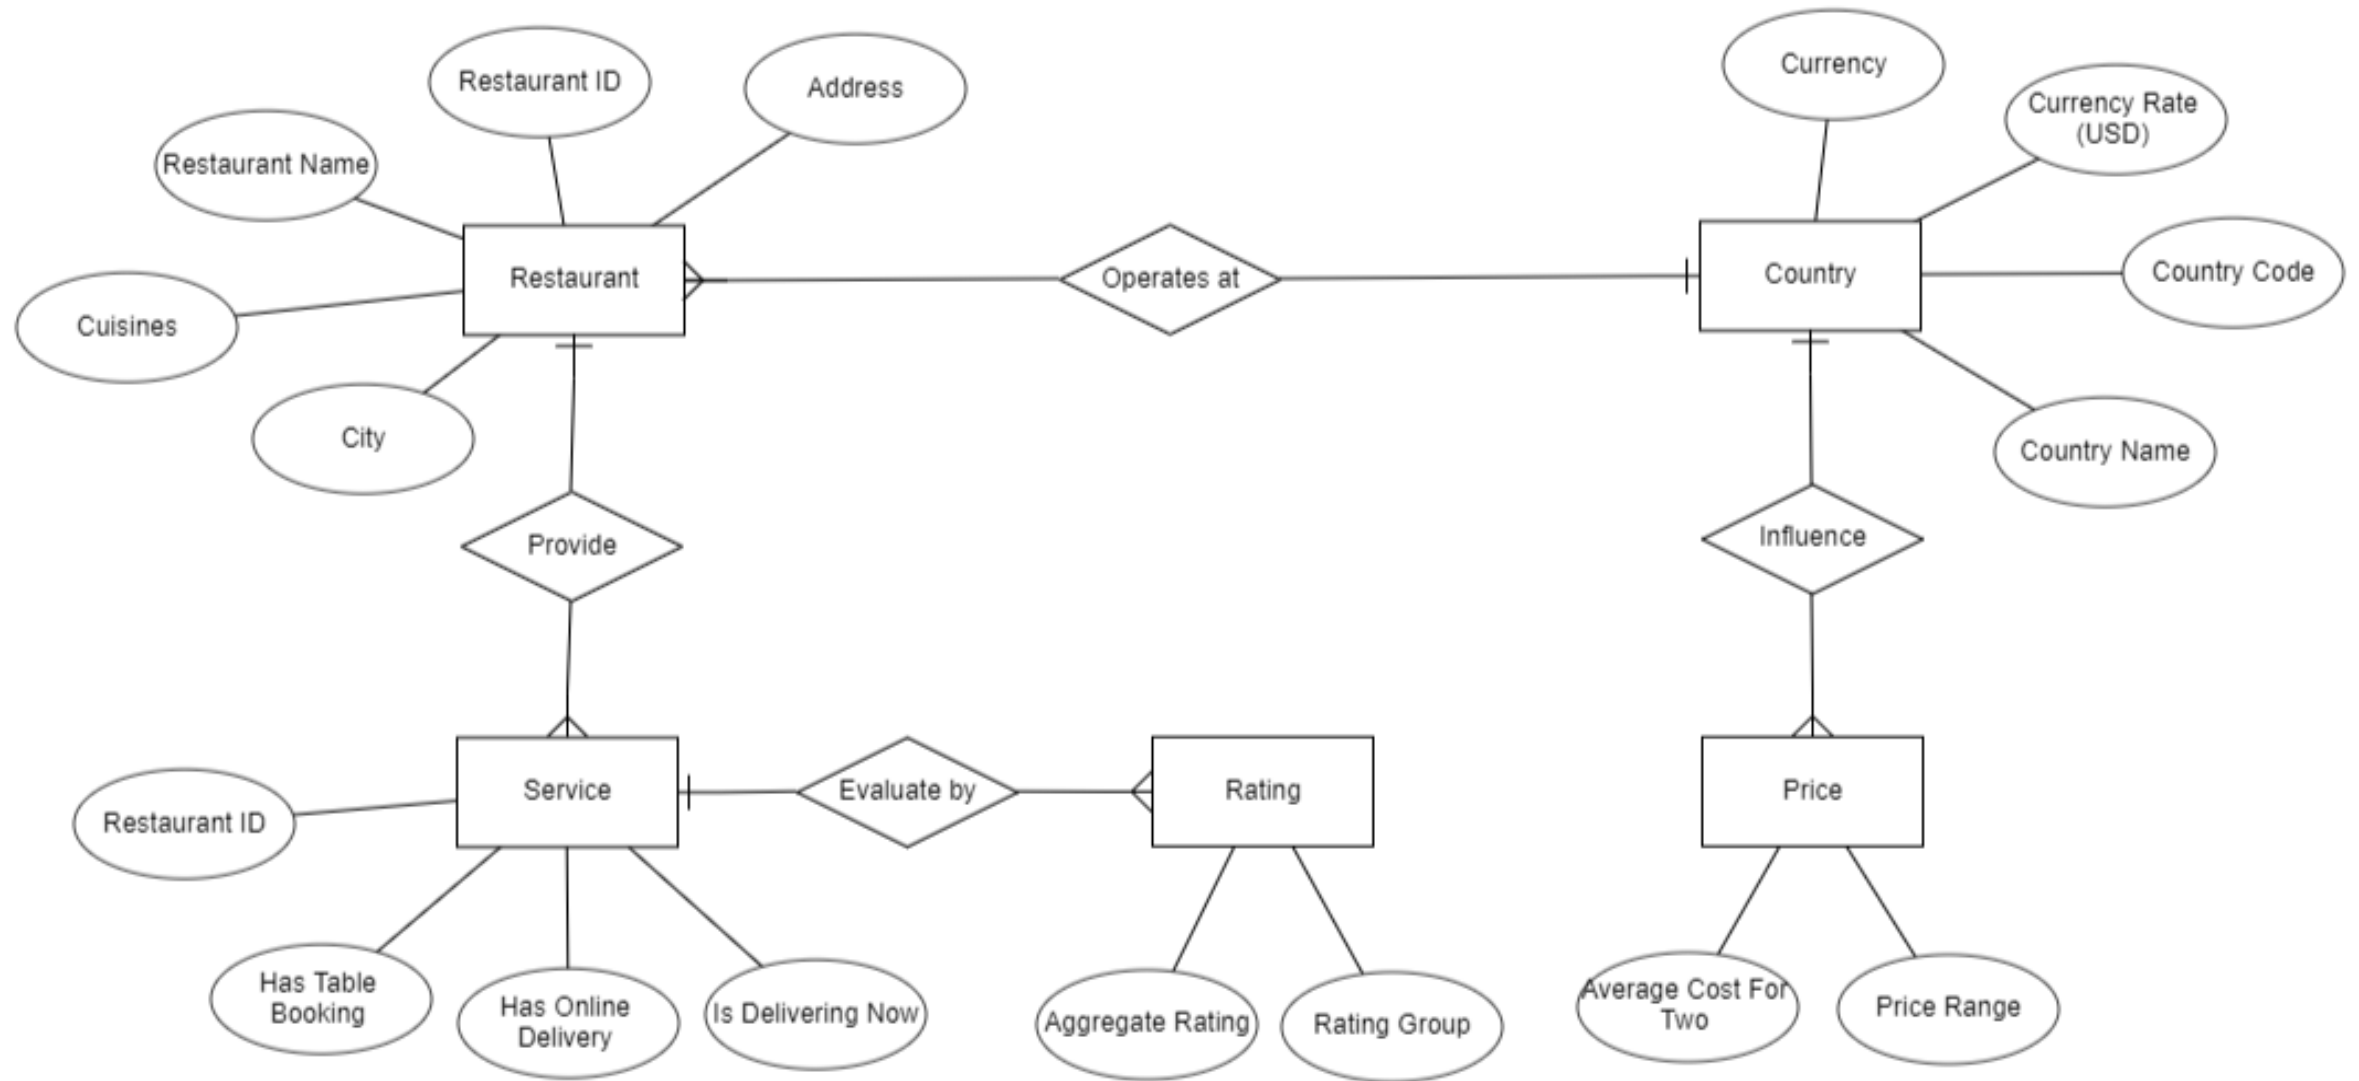 Currency
Restaurant ID
Address
Currency Rate
(USD)
Restaurant Name
Restaurant
Operates at
Country
Country Code
Cuisines
City
Country Name
Provide
Influence
Service
Evaluate by
Rating
Price
Restaurant ID
Has Table
Booking
Has Online
Delivery
Is Delivering Now
Aggregate Rating
Rating Group
Average Cost For
Two
Price Range